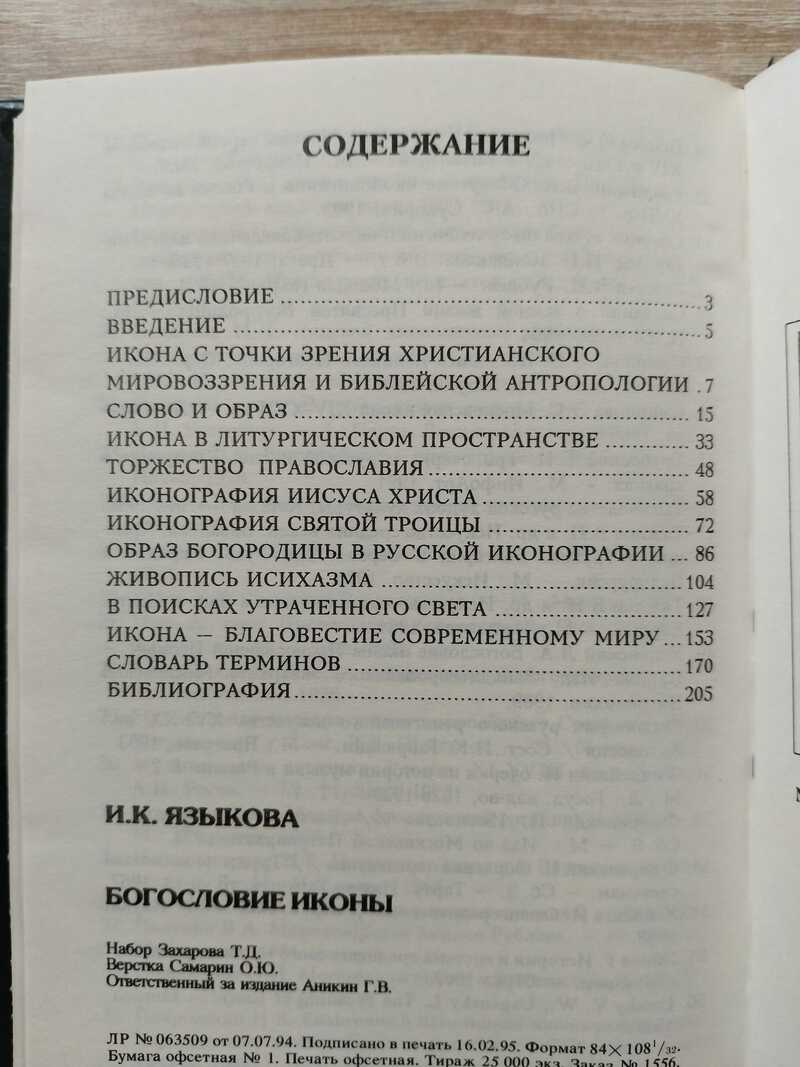 СОДЕРЖАНИЕ
ПРЕДИСЛОВИЕ ........ 3
ВВЕДЕНИЕ ........ 5
ИКОНА С ТОЧКИ ЗРЕНИЯ ХРИСТИАНСКОГО
МИРОВОЗЗРЕНИЯ И БИБЛЕЙСКОЙ АНТРОПОЛОГИИ .7
СЛОВО И ОБРАЗ ........ 15
ИКОНА В ЛИТУРГИЧЕСКОМ ПРОСТРАНСТВЕ ........ 33
ТОРЖЕСТВО ПРАВОСЛАВИЯ ........ 48
ИКОНОГРАФИЯ ИИСУСА ХРИСТА ........ 58
ИКОНОГРАФИЯ СВЯТОЙ ТРОИЦЫ ........ 72
ОБРАЗ БОГОРОДИЦЫ В РУССКОЙ ИКОНОГРАФИИ ... 86
ЖИВОПИСЬ ИСИХАЗМА ........ 104
В ПОИСКАХ УТРАЧЕННОГО СВЕТА ........ 127
ИКОНА – БЛАГОВЕСТИЕ СОВРЕМЕННОМУ МИРУ ... 153
СЛОВАРЬ ТЕРМИНОВ ........ 170
БИБЛИОГРАФИЯ ........ 205
И.К. ЯЗЫКОВА
БОГОСЛОВИЕ ИКОНЫ
Набор Захарова Т.Д.
Верстка Самарин О.Ю.
Ответственный за издание Аникин Г.В.
ЛР № 063509 от 07.07.94. Подписано в печать 16.02.95. Формат 84×108 1/32.
Бумага офсетная № 1. Печать офсетная. Тираж 25 000 экз. Заказ № 1556.